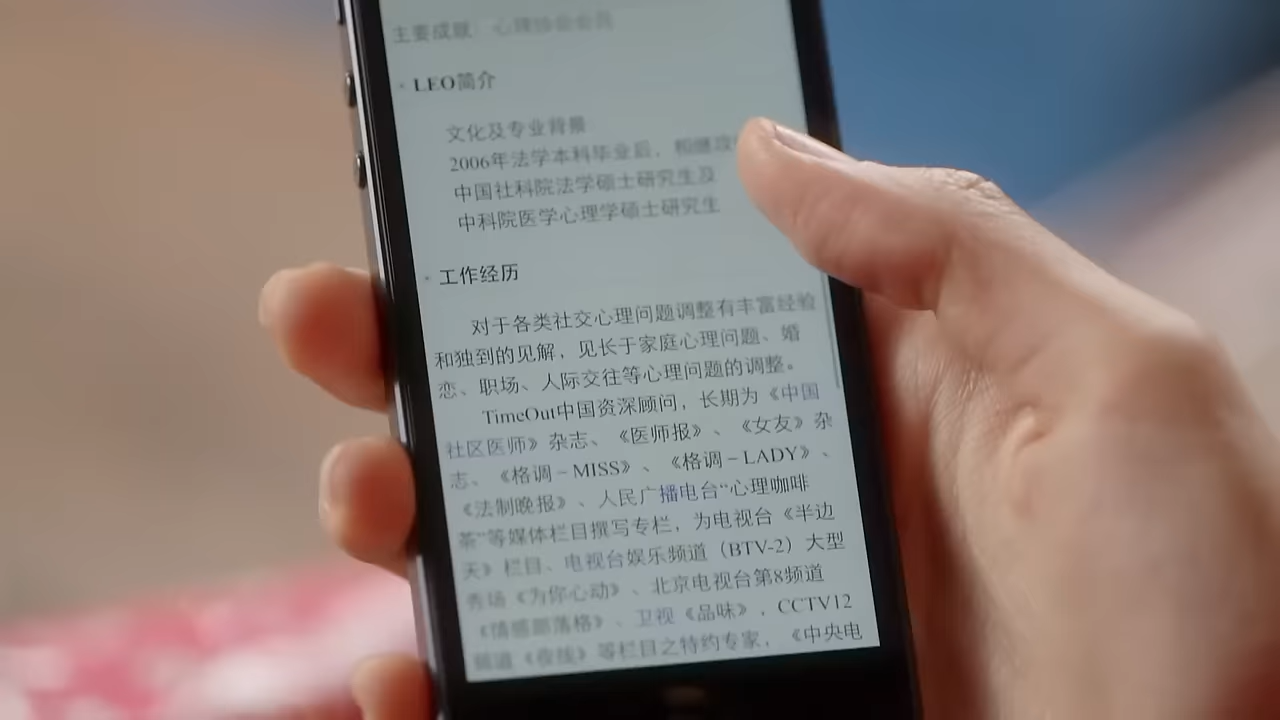 主要成就：心理协会会员
· LEO简介
文化及专业背景
2006年法学本科毕业后，相继攻
中国社科院法学硕士研究生及
中科院医学心理学硕士研究生
· 工作经历
对于各类社交心理问题调整有丰富经验
和独到的见解，见长于家庭心理问题、婚
恋、职场、人际交往等心理问题的调整。
TimeOut中国资深顾问，长期为《中国
社区医师》杂志、《医师报》、《女友》杂
志、《格调－MISS》、《格调－LADY》、
《法制晚报》、人民广播电台“心理咖啡
茶”等媒体栏目撰写专栏，为电视台《半边
天》栏目、电视台娱乐频道（BTV-2）大型
秀场《为你心动》、北京电视台第8频道
《情感部落格》、卫视《品味》，CCTV12
频道《夜线》等栏目之特约专家，《中央电